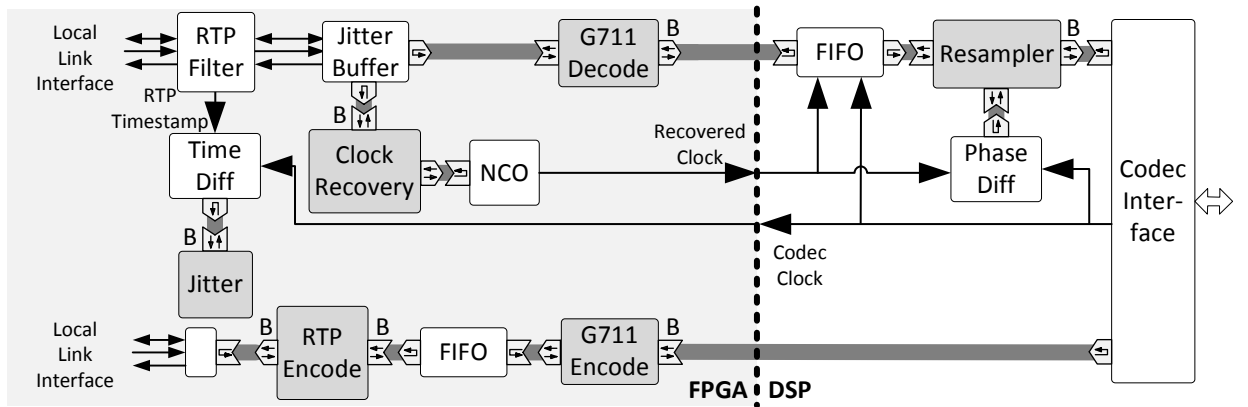 Local
Link
Interface
RTP
Filter
Jitter
Buffer
G711
Decode
B
FIFO
Resampler
B
RTP
Timestamp
B
Time
Diff
Clock
Recovery
NCO
Recovered
Clock
Phase
Diff
Codec
Inter-
face
B
Jitter
Codec
Clock
Local
Link
Interface
B
RTP
Encode
B
FIFO
G711
Encode
B
FPGA
DSP